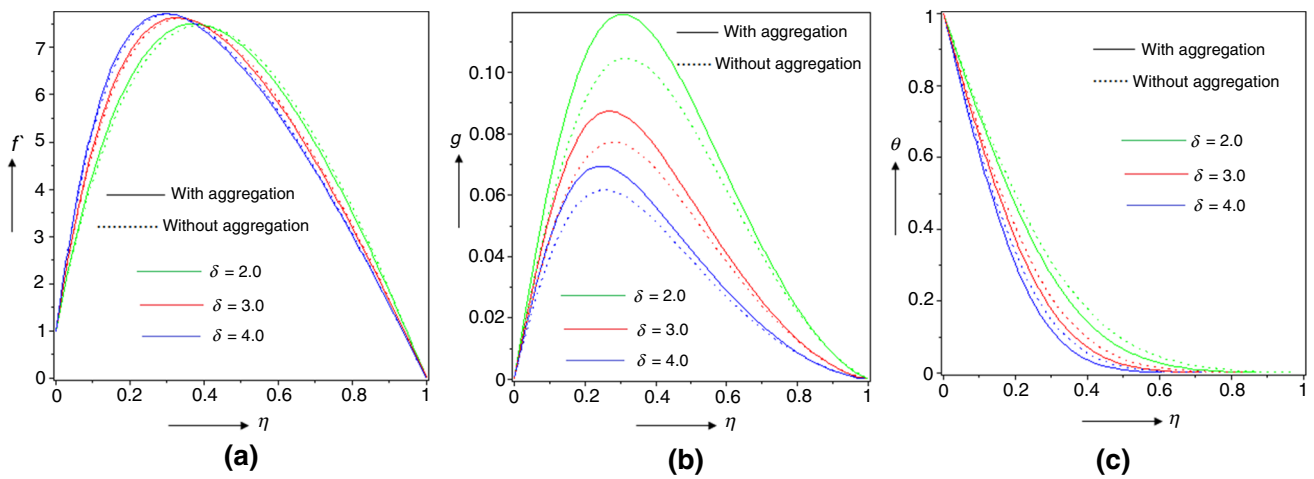 7
6
5
f
4
3
2
1
0
With aggregation
Without aggregation
δ = 2.0
δ = 3.0
δ = 4.0
0 0.2 0.4 0.6 0.8 1
η
(a)
0.10
0.08
g
0.06
0.04
0.02
0
With aggregation
Without aggregation
δ = 2.0
δ = 3.0
δ = 4.0
0 0.2 0.4 0.6 0.8 1
η
(b)
1
0.8
θ
0.6
0.4
0.2
0
With aggregation
Without aggregation
δ = 2.0
δ = 3.0
δ = 4.0
0 0.2 0.4 0.6 0.8 1
η
(c)